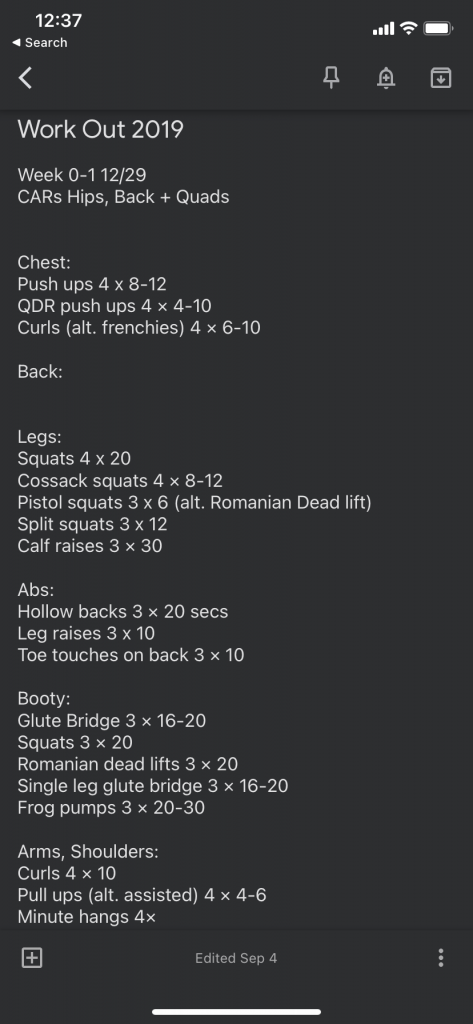 12:37
◀ Search
Work Out 2019
Week 0-1 12/29
CARs Hips, Back + Quads
Chest:
Push ups 4 x 8-12
QDR push ups 4 × 4-10
Curls (alt. frenchies) 4 × 6-10
Back:
Legs:
Squats 4 x 20
Cossack squats 4 × 8-12
Pistol squats 3 x 6 (alt. Romanian Dead lift)
Split squats 3 x 12
Calf raises 3 × 30
Abs:
Hollow backs 3 × 20 secs
Leg raises 3 x 10
Toe touches on back 3 × 10
Booty:
Glute Bridge 3 × 16-20
Squats 3 × 20
Romanian dead lifts 3 × 20
Single leg glute bridge 3 × 16-20
Frog pumps 3 × 20-30
Arms, Shoulders:
Curls 4 × 10
Pull ups (alt. assisted) 4 × 4-6
Minute hangs 4×
Edited Sep 4